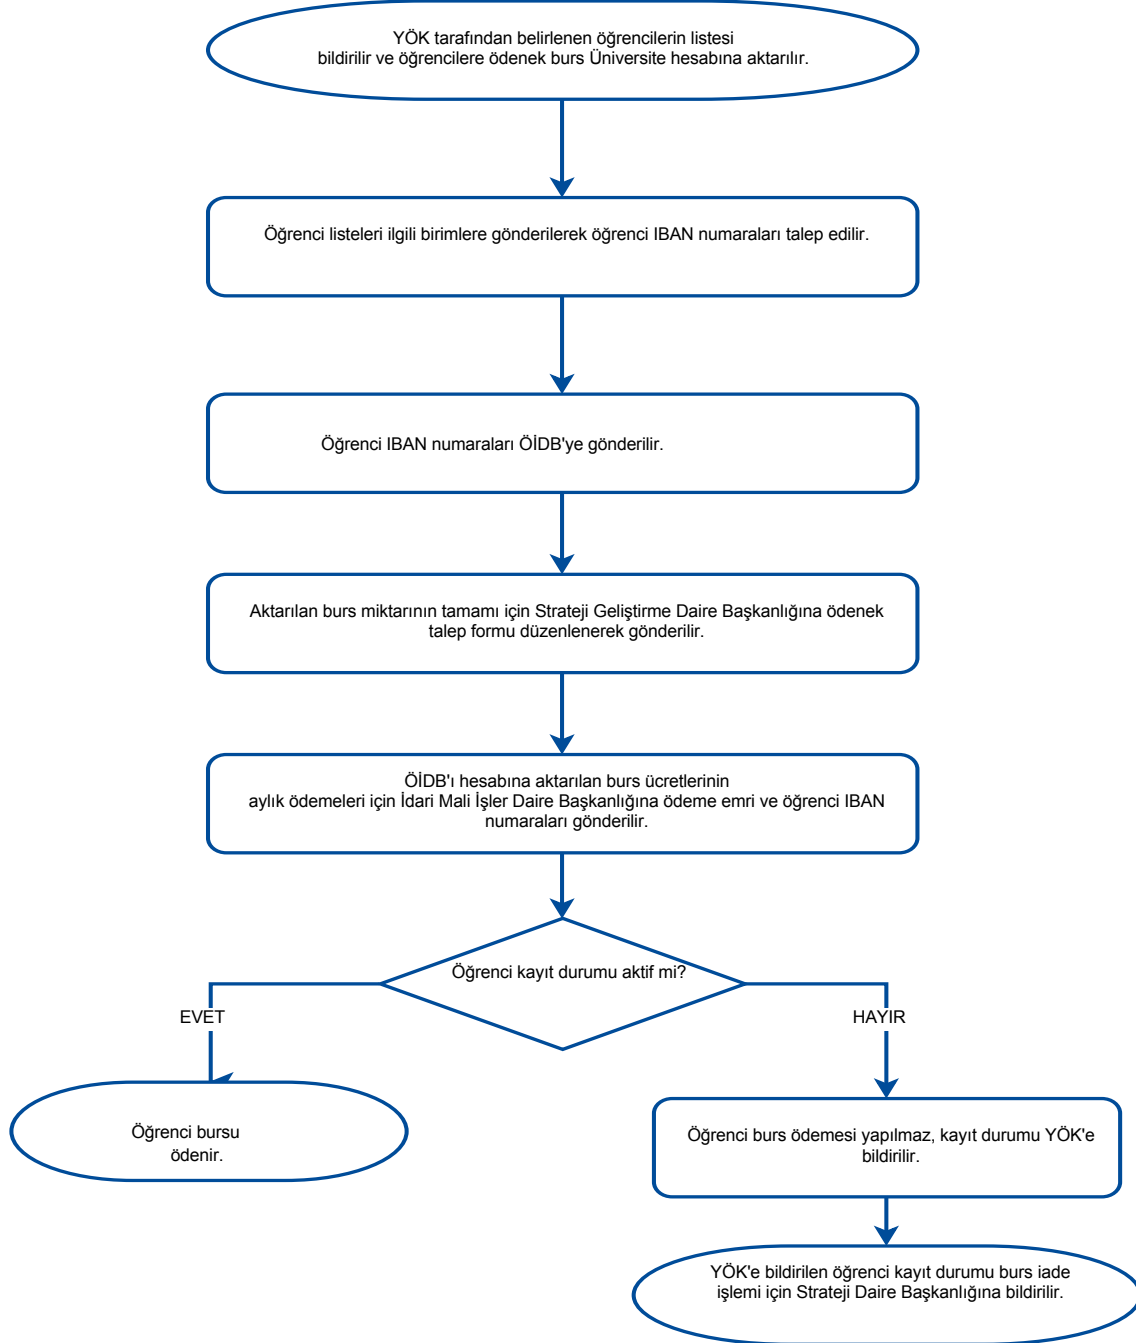 YÖK tarafından belirlenen öğrencilerin listesi
bildirilir ve öğrencilere ödenek burs Üniversite hesabına aktarılır.
Öğrenci listeleri ilgili birimlere gönderilerek öğrenci IBAN numaraları talep edilir.
Öğrenci IBAN numaraları ÖİDB'ye gönderilir.
Aktarılan burs miktarının tamamı için Strateji Geliştirme Daire Başkanlığına ödenek
talep formu düzenlenerek gönderilir.
ÖİDB'ı hesabına aktarılan burs ücretlerinin
aylık ödemeleri için İdari Mali İşler Daire Başkanlığına ödeme emri ve öğrenci IBAN
numaraları gönderilir.
Öğrenci kayıt durumu aktif mi?
EVET
HAYIR
Öğrenci bursu
ödenir.
Öğrenci burs ödemesi yapılmaz, kayıt durumu YÖK'e
bildirilir.
YÖK'e bildirilen öğrenci kayıt durumu burs iade
işlemi için Strateji Daire Başkanlığına bildirilir.